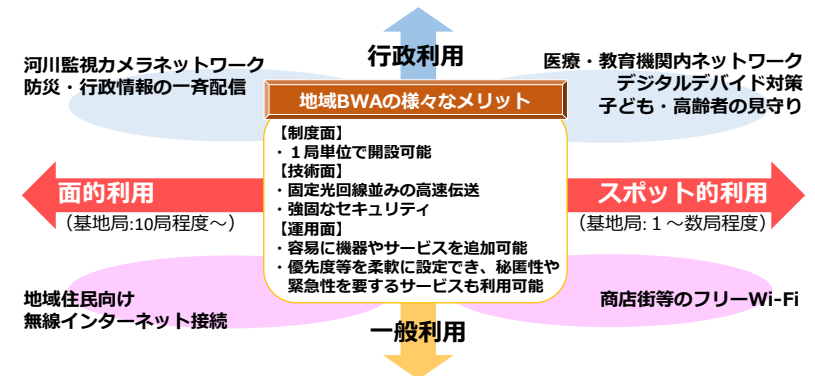 行政利用
河川監視カメラネットワーク
防災・行政情報の一斉配信
医療・教育機関内ネットワーク
デジタルデバイド対策
子ども・高齢者の見守り
地域BWAの様々なメリット
【制度面】
・１局単位で開設可能
【技術面】
・固定光回線並みの高速伝送
・強固なセキュリティ
【運用面】
・容易に機器やサービスを追加可能
・優先度等を柔軟に設定でき、秘匿性や
緊急性を要するサービスも利用可能
面的利用
（基地局:10局程度～）
スポット的利用
（基地局:１～数局程度）
地域住民向け
無線インターネット接続
商店街等のフリーWi-Fi
一般利用